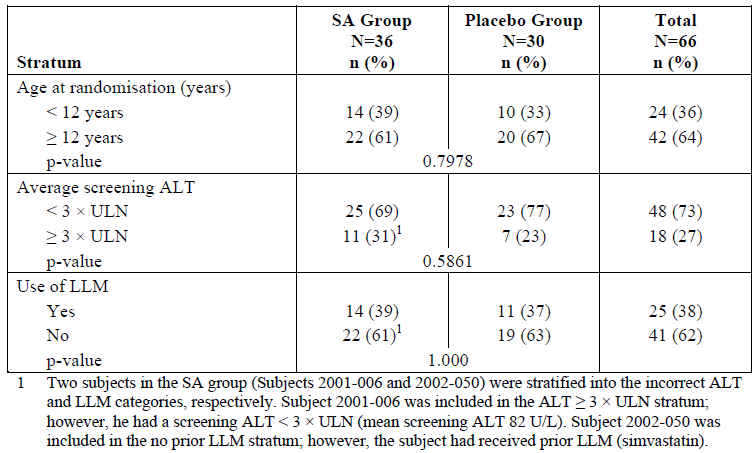 SA Group Placebo Group Total
N=36 N=30 N=66
Stratum n (%) n (%) n (%)
Age at randomisation (years)
< 12 years 14 (39) 10 (33) 24 (36)
≥ 12 years 22 (61) 20 (67) 42 (64)
p-value 0.7978
Average screening ALT
< 3 × ULN 25 (69) 23 (77) 48 (73)
≥ 3 × ULN 11 (31)¹ 7 (23) 18 (27)
p-value 0.5861
Use of LLM
Yes 14 (39) 11 (37) 25 (38)
No 22 (61)¹ 19 (63) 41 (62)
p-value 1.000
1 Two subjects in the SA group (Subjects 2001-006 and 2002-050) were stratified into the incorrect ALT
and LLM categories, respectively. Subject 2001-006 was included in the ALT ≥ 3 × ULN stratum;
however, he had a screening ALT < 3 × ULN (mean screening ALT 82 U/L). Subject 2002-050 was
included in the no prior LLM stratum; however, the subject had received prior LLM (simvastatin).